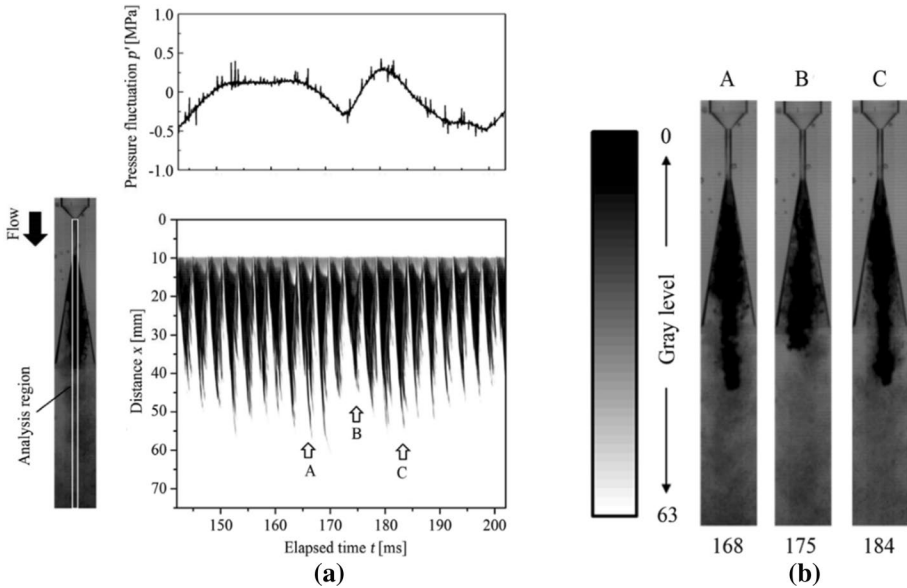 Pressure fluctuation p' [MPa]
1.0
0.5
0
-0.5
-1.0
Flow
Analysis region
Distance x [mm]
0
10
20
30
40
50
60
70
A
B
C
150 160 170 180 190 200
Elapsed time t [ms]
(a)
0
Gray level
63
A B C
168 175 184
(b)